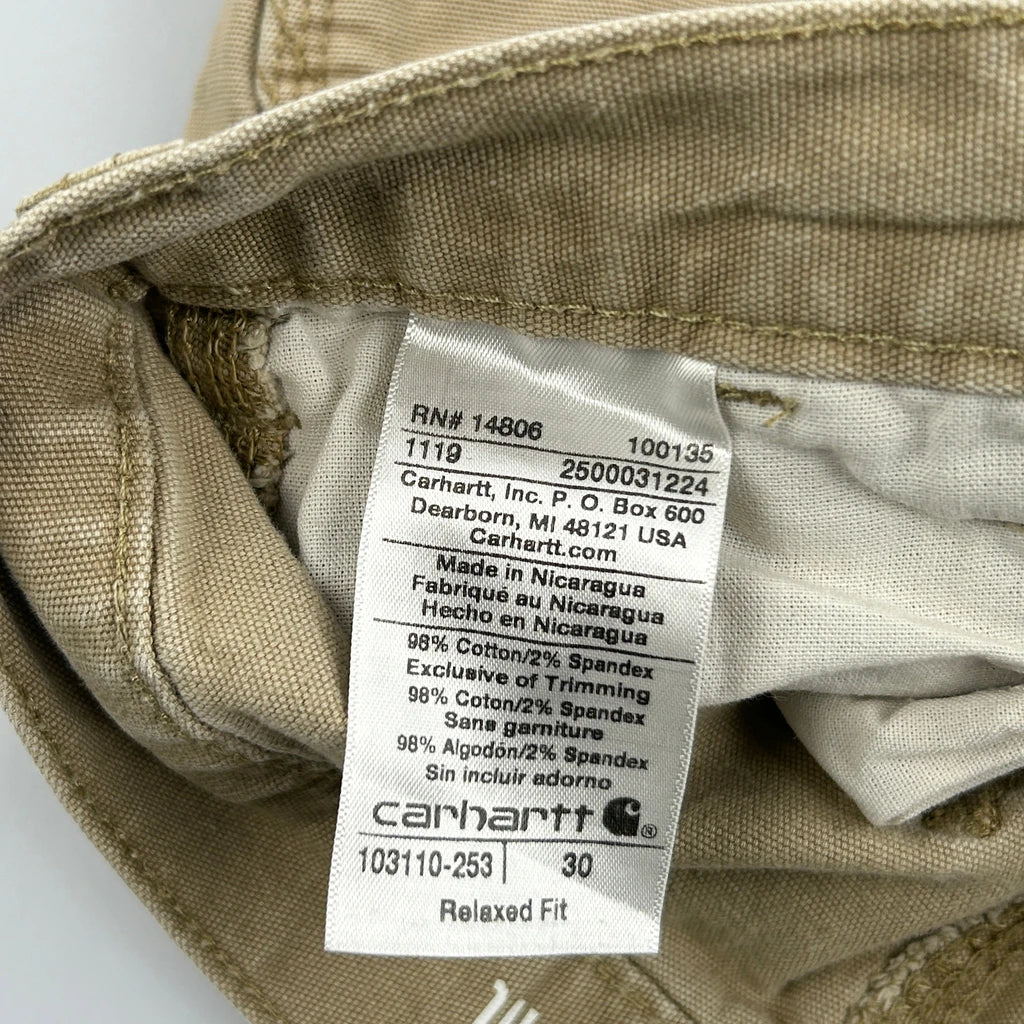 RN# 14806 100135
1119 2500031224
Carhartt, Inc. P. O. Box 600
Dearborn, MI 48121 USA
Carhartt.com
Made in Nicaragua
Fabriqué au Nicaragua
Hecho en Nicaragua
98% Cotton/2% Spandex
Exclusive of Trimming
98% Coton/2% Spandex
Sans garniture
98% Algodón/2% Spandex
Sin incluir adorno
carhartt ®
103110-253 | 30
Relaxed Fit